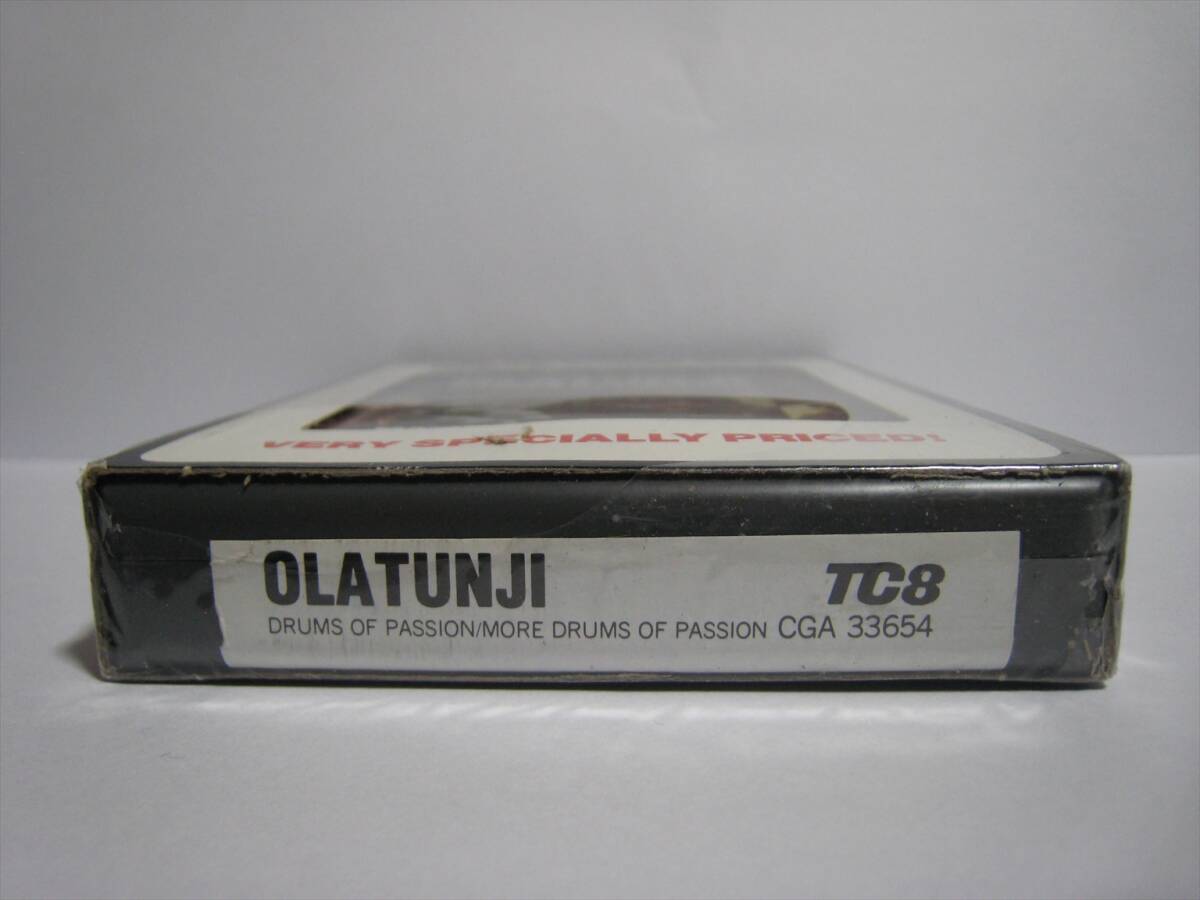 VERY SPECIALLY PRICED!
OLATUNJI TC8
DRUMS OF PASSION/MORE DRUMS OF PASSION CGA 33654